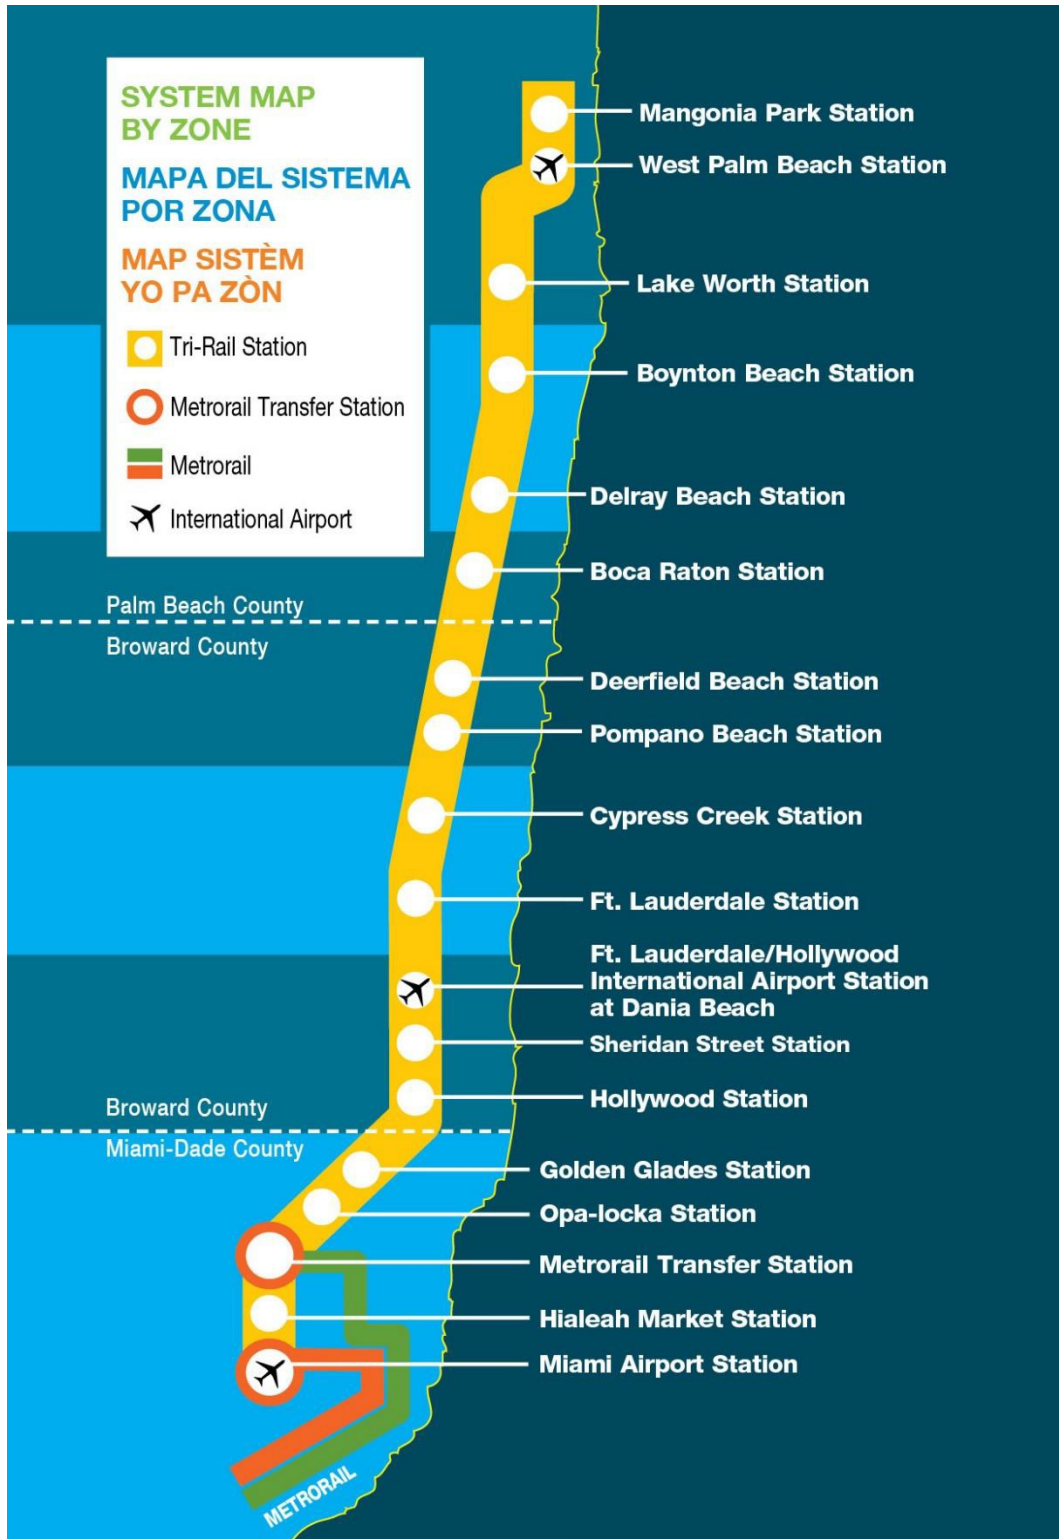 SYSTEM MAP
BY ZONE
MAPA DEL SISTEMA
POR ZONA
MAP SISTÈM
YO PA ZÒN
Tri-Rail Station
Metrorail Transfer Station
Metrorail
International Airport
Mangonia Park Station
West Palm Beach Station
Lake Worth Station
Boynton Beach Station
Delray Beach Station
Boca Raton Station
Palm Beach County
Broward County
Deerfield Beach Station
Pompano Beach Station
Cypress Creek Station
Ft. Lauderdale Station
Ft. Lauderdale/Hollywood
International Airport Station
at Dania Beach
Sheridan Street Station
Hollywood Station
Broward County
Miami-Dade County
Golden Glades Station
Opa-locka Station
Metrorail Transfer Station
Hialeah Market Station
Miami Airport Station
METRORAIL